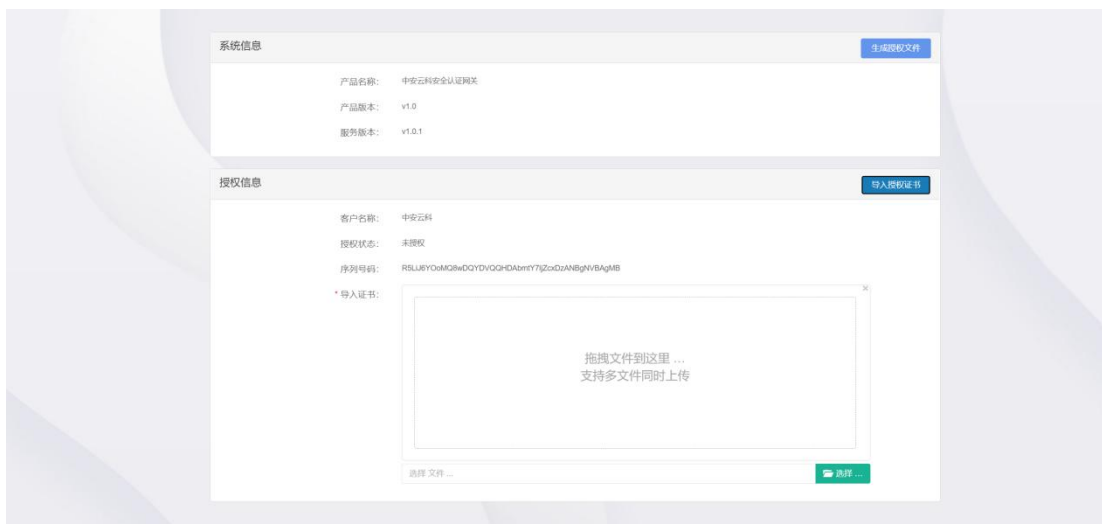 系统信息
生成授权文件
产品名称: 中安云科安全认证网关
产品版本: v1.0
服务版本: v1.0.1
授权信息
导入授权证书
客户名称: 中安云科
授权状态: 未授权
序列号码: R5LiJ6YOoMQ8wDQYDVQQHDAbmtY7ljZcxDzANBgNVBAgMB
* 导入证书:
×
拖拽文件到这里 …
支持多文件同时上传
选择 文件 ...
选择 ...